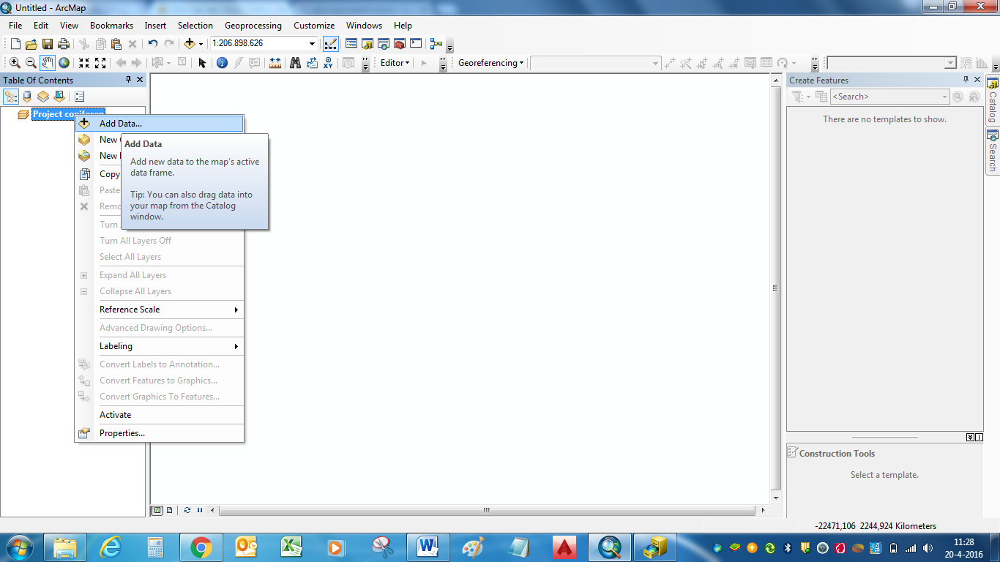 Untitled - ArcMap
File Edit View Bookmarks Insert Selection Geoprocessing Customize Windows Help
1:206.898.626
Editor Georeferencing
Table Of Contents
Create Features
<Search>
There are no templates to show.
Catalog
Search
Project coniferen
Add Data...
New
New
Copy
Paste
Remo
Turn
Turn All Layers Off
Select All Layers
Expand All Layers
Collapse All Layers
Reference Scale
Advanced Drawing Options...
Labeling
Convert Labels to Annotation...
Convert Features to Graphics...
Convert Graphics To Features...
Activate
Properties...
Add Data
Add new data to the map's active
data frame.
Tip: You can also drag data into
your map from the Catalog
window.
Construction Tools
Select a template.
-22471,106 2244,924 Kilometers
11:28
20-4-2016